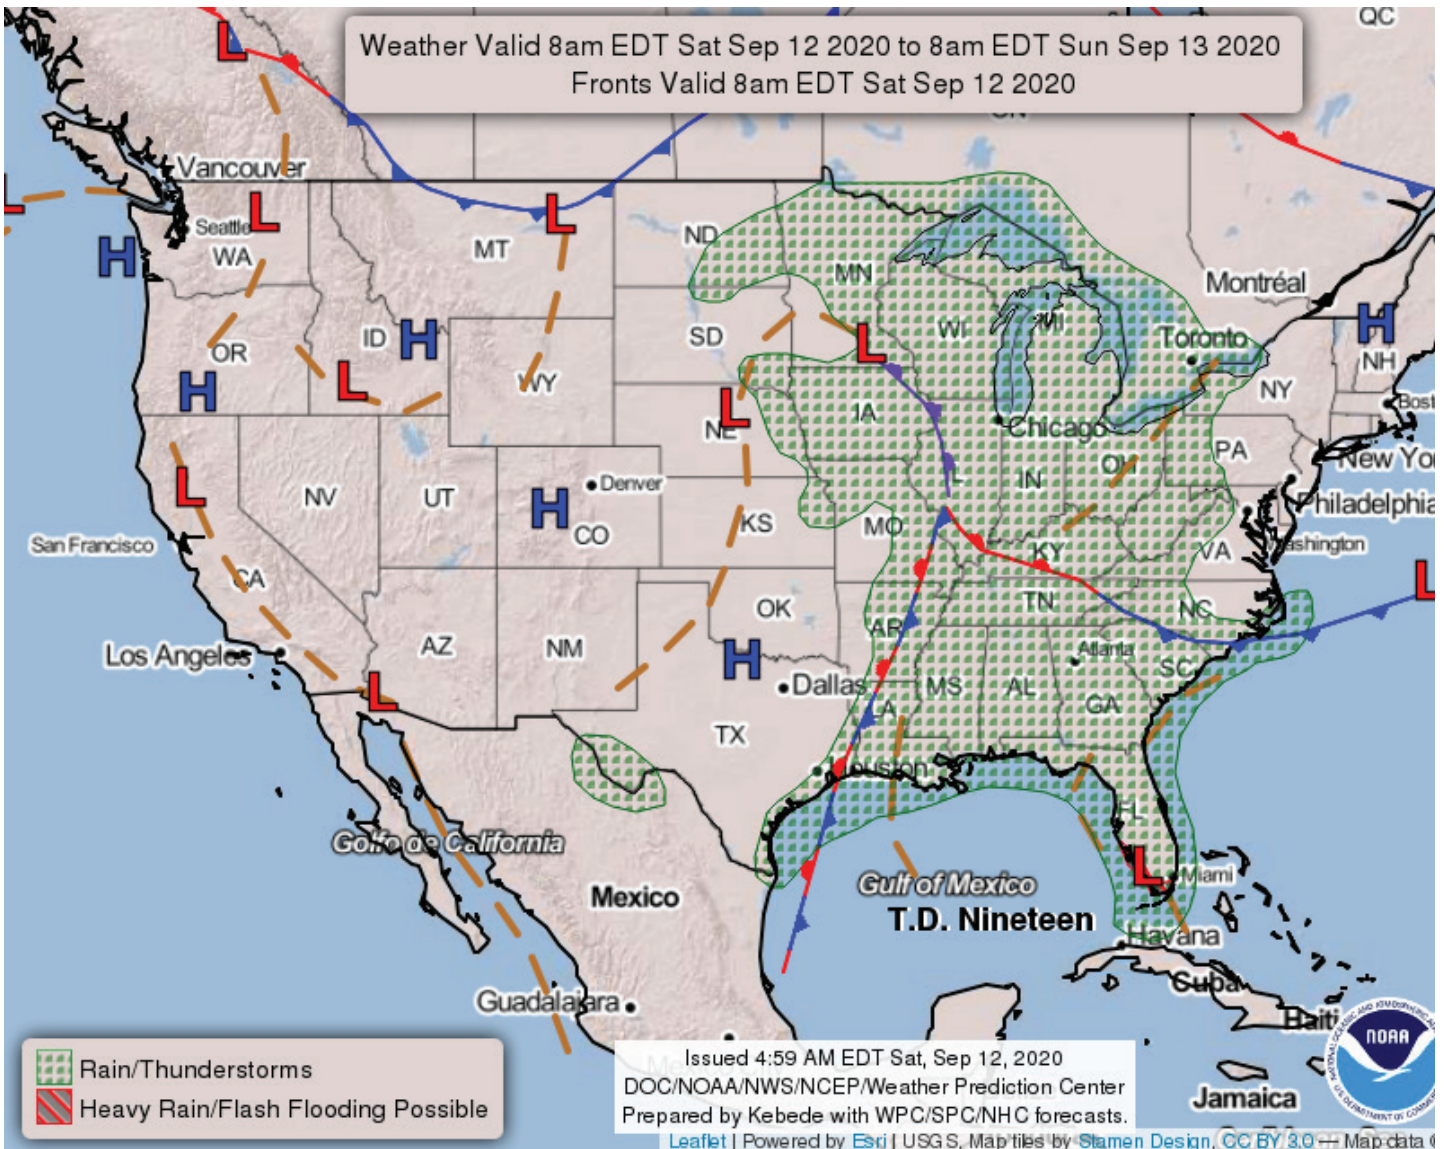 QC
Weather Valid 8am EDT Sat Sep 12 2020 to 8am EDT Sun Sep 13 2020
Fronts Valid 8am EDT Sat Sep 12 2020
L
Vancouver
L
L
L
Seattle
WA
H
MT
ND
MN
Montréal
H
NH
OR
ID
H
SD
L
WI
MI
Toronto
NY
H
L
WY
L
NE
IA
Chicago
Bost
PA
New Yor
L
NV
UT
H
Denver
CO
KS
MO
IL
IN
OH
Philadelphia
San Francisco
CA
KY
VA
Washington
L
OK
AR
TN
NC
Los Angeles
AZ
NM
H
Dallas
MS
AL
Atlanta
GA
SC
L
LA
TX
Houston
FL
Golfo de California
Mexico
Gulf of Mexico
L
Miami
T.D. Nineteen
Havana
Cuba
Guadalajara
Haiti
NOAA
Rain/Thunderstorms
Heavy Rain/Flash Flooding Possible
Issued 4:59 AM EDT Sat, Sep 12, 2020
DOC/NOAA/NWS/NCEP/Weather Prediction Center
Prepared by Kebede with WPC/SPC/NHC forecasts.
Jamaica
Leaflet | Powered by Esri | USGS, Map tiles by Stamen Design, CC BY 3.0 — Map data ©